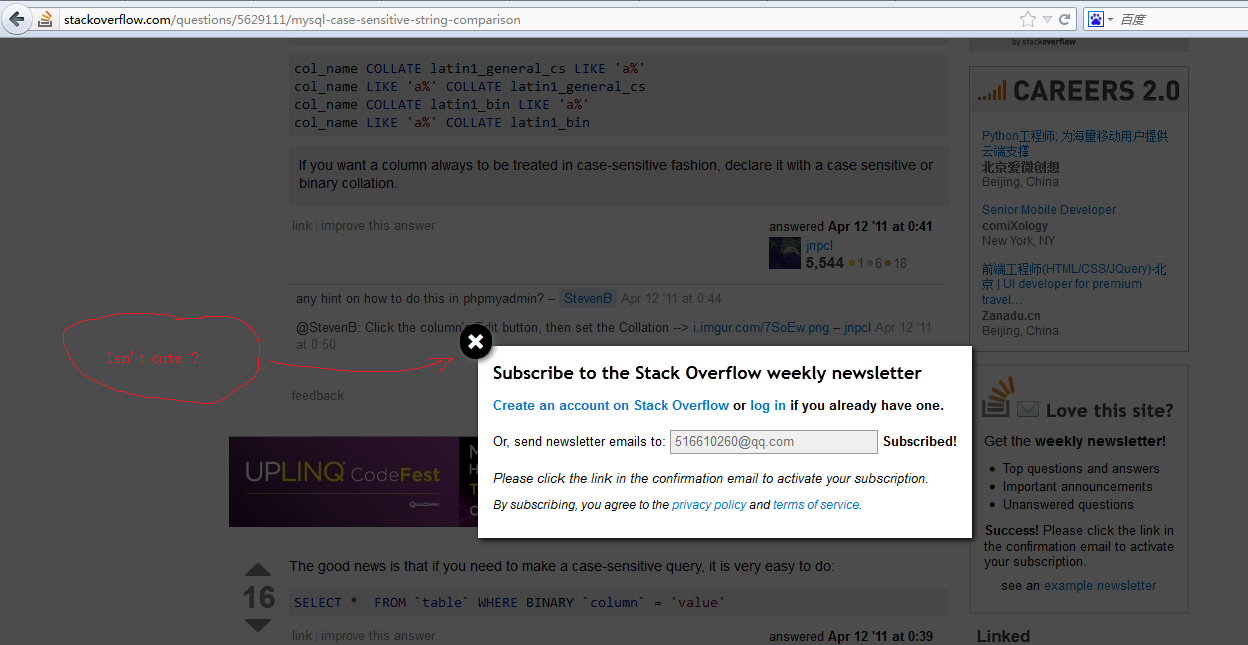 stackoverflow.com/questions/5629111/mysql-case-sensitive-string-comparison
百度
by stackoverflow
col_name COLLATE latin1_general_cs LIKE 'a%'
col_name LIKE 'a%' COLLATE latin1_general_cs
col_name COLLATE latin1_bin LIKE 'a%'
col_name LIKE 'a%' COLLATE latin1_bin
If you want a column always to be treated in case-sensitive fashion, declare it with a case sensitive or
binary collation.
link | improve this answer
answered Apr 12 '11 at 0:41
jnpcl
5,544 ●1 ●6 ●18
any hint on how to do this in phpmyadmin? – StevenB Apr 12 '11 at 0:44
@StevenB: Click the column's Edit button, then set the Collation --> i.imgur.com/7SoEw.png – jnpcl Apr 12 '11
at 0:50
Isn't cute ?
feedback
Subscribe to the Stack Overflow weekly newsletter
Create an account on Stack Overflow or log in if you already have one.
Or, send newsletter emails to: 516610260@qq.com Subscribed!
Please click the link in the confirmation email to activate your subscription.
By subscribing, you agree to the privacy policy and terms of service.
UPLINQ CodeFest
QUALCOMM
The good news is that if you need to make a case-sensitive query, it is very easy to do:
16
SELECT *  FROM `table` WHERE BINARY `column` = 'value'
link | improve this answer
answered Apr 12 '11 at 0:39
CAREERS 2.0
Python工程师; 为海量移动用户提供
云端支撑
北京爱微创想
Beijing, China
Senior Mobile Developer
comiXology
New York, NY
前端工程师(HTML/CSS/JQuery)-北
京 | UI developer for premium
travel…
Zanadu.cn
Beijing, China
Love this site?
Get the weekly newsletter!
Top questions and answers
Important announcements
Unanswered questions
Success! Please click the link in
the confirmation email to activate
your subscription.
see an example newsletter
Linked